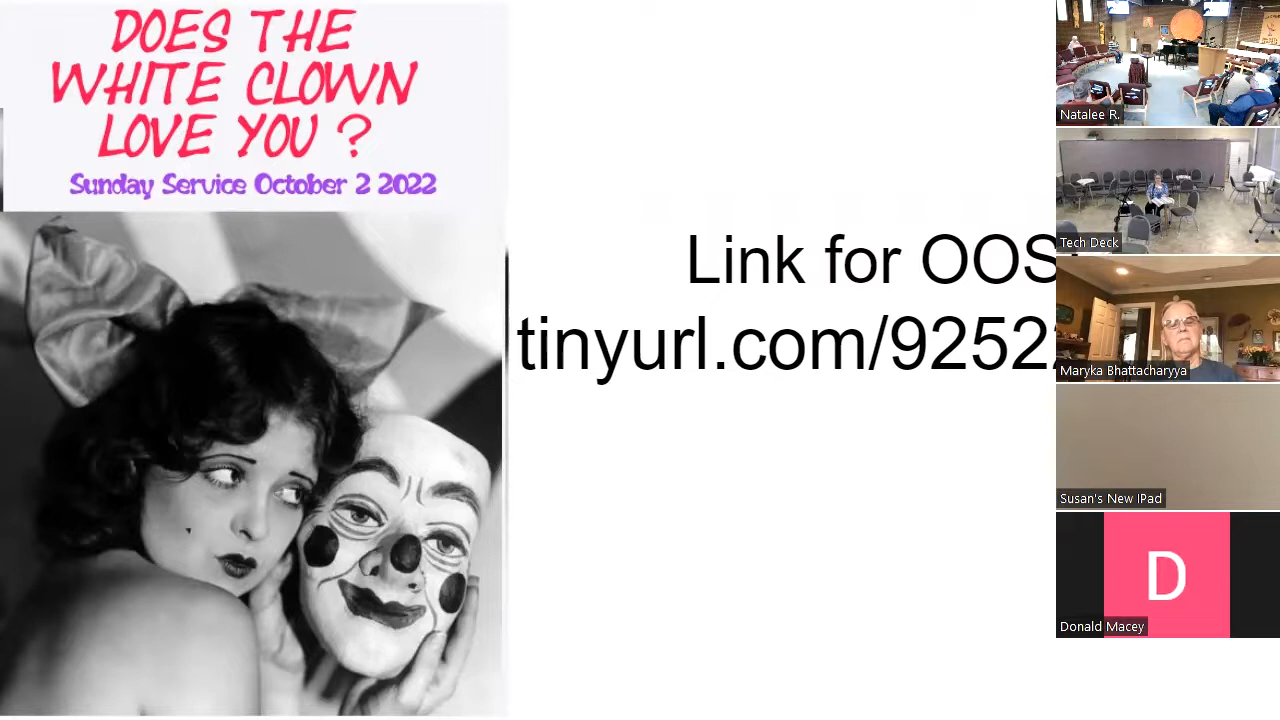 DOES THE
WHITE CLOWN
LOVE YOU ?
Sunday Service October 2 2022
Link for OOS
tinyurl.com/9252
Natalee R.
Tech Deck
Maryka Bhattacharyya
Susan's New IPad
D
Donald Macey